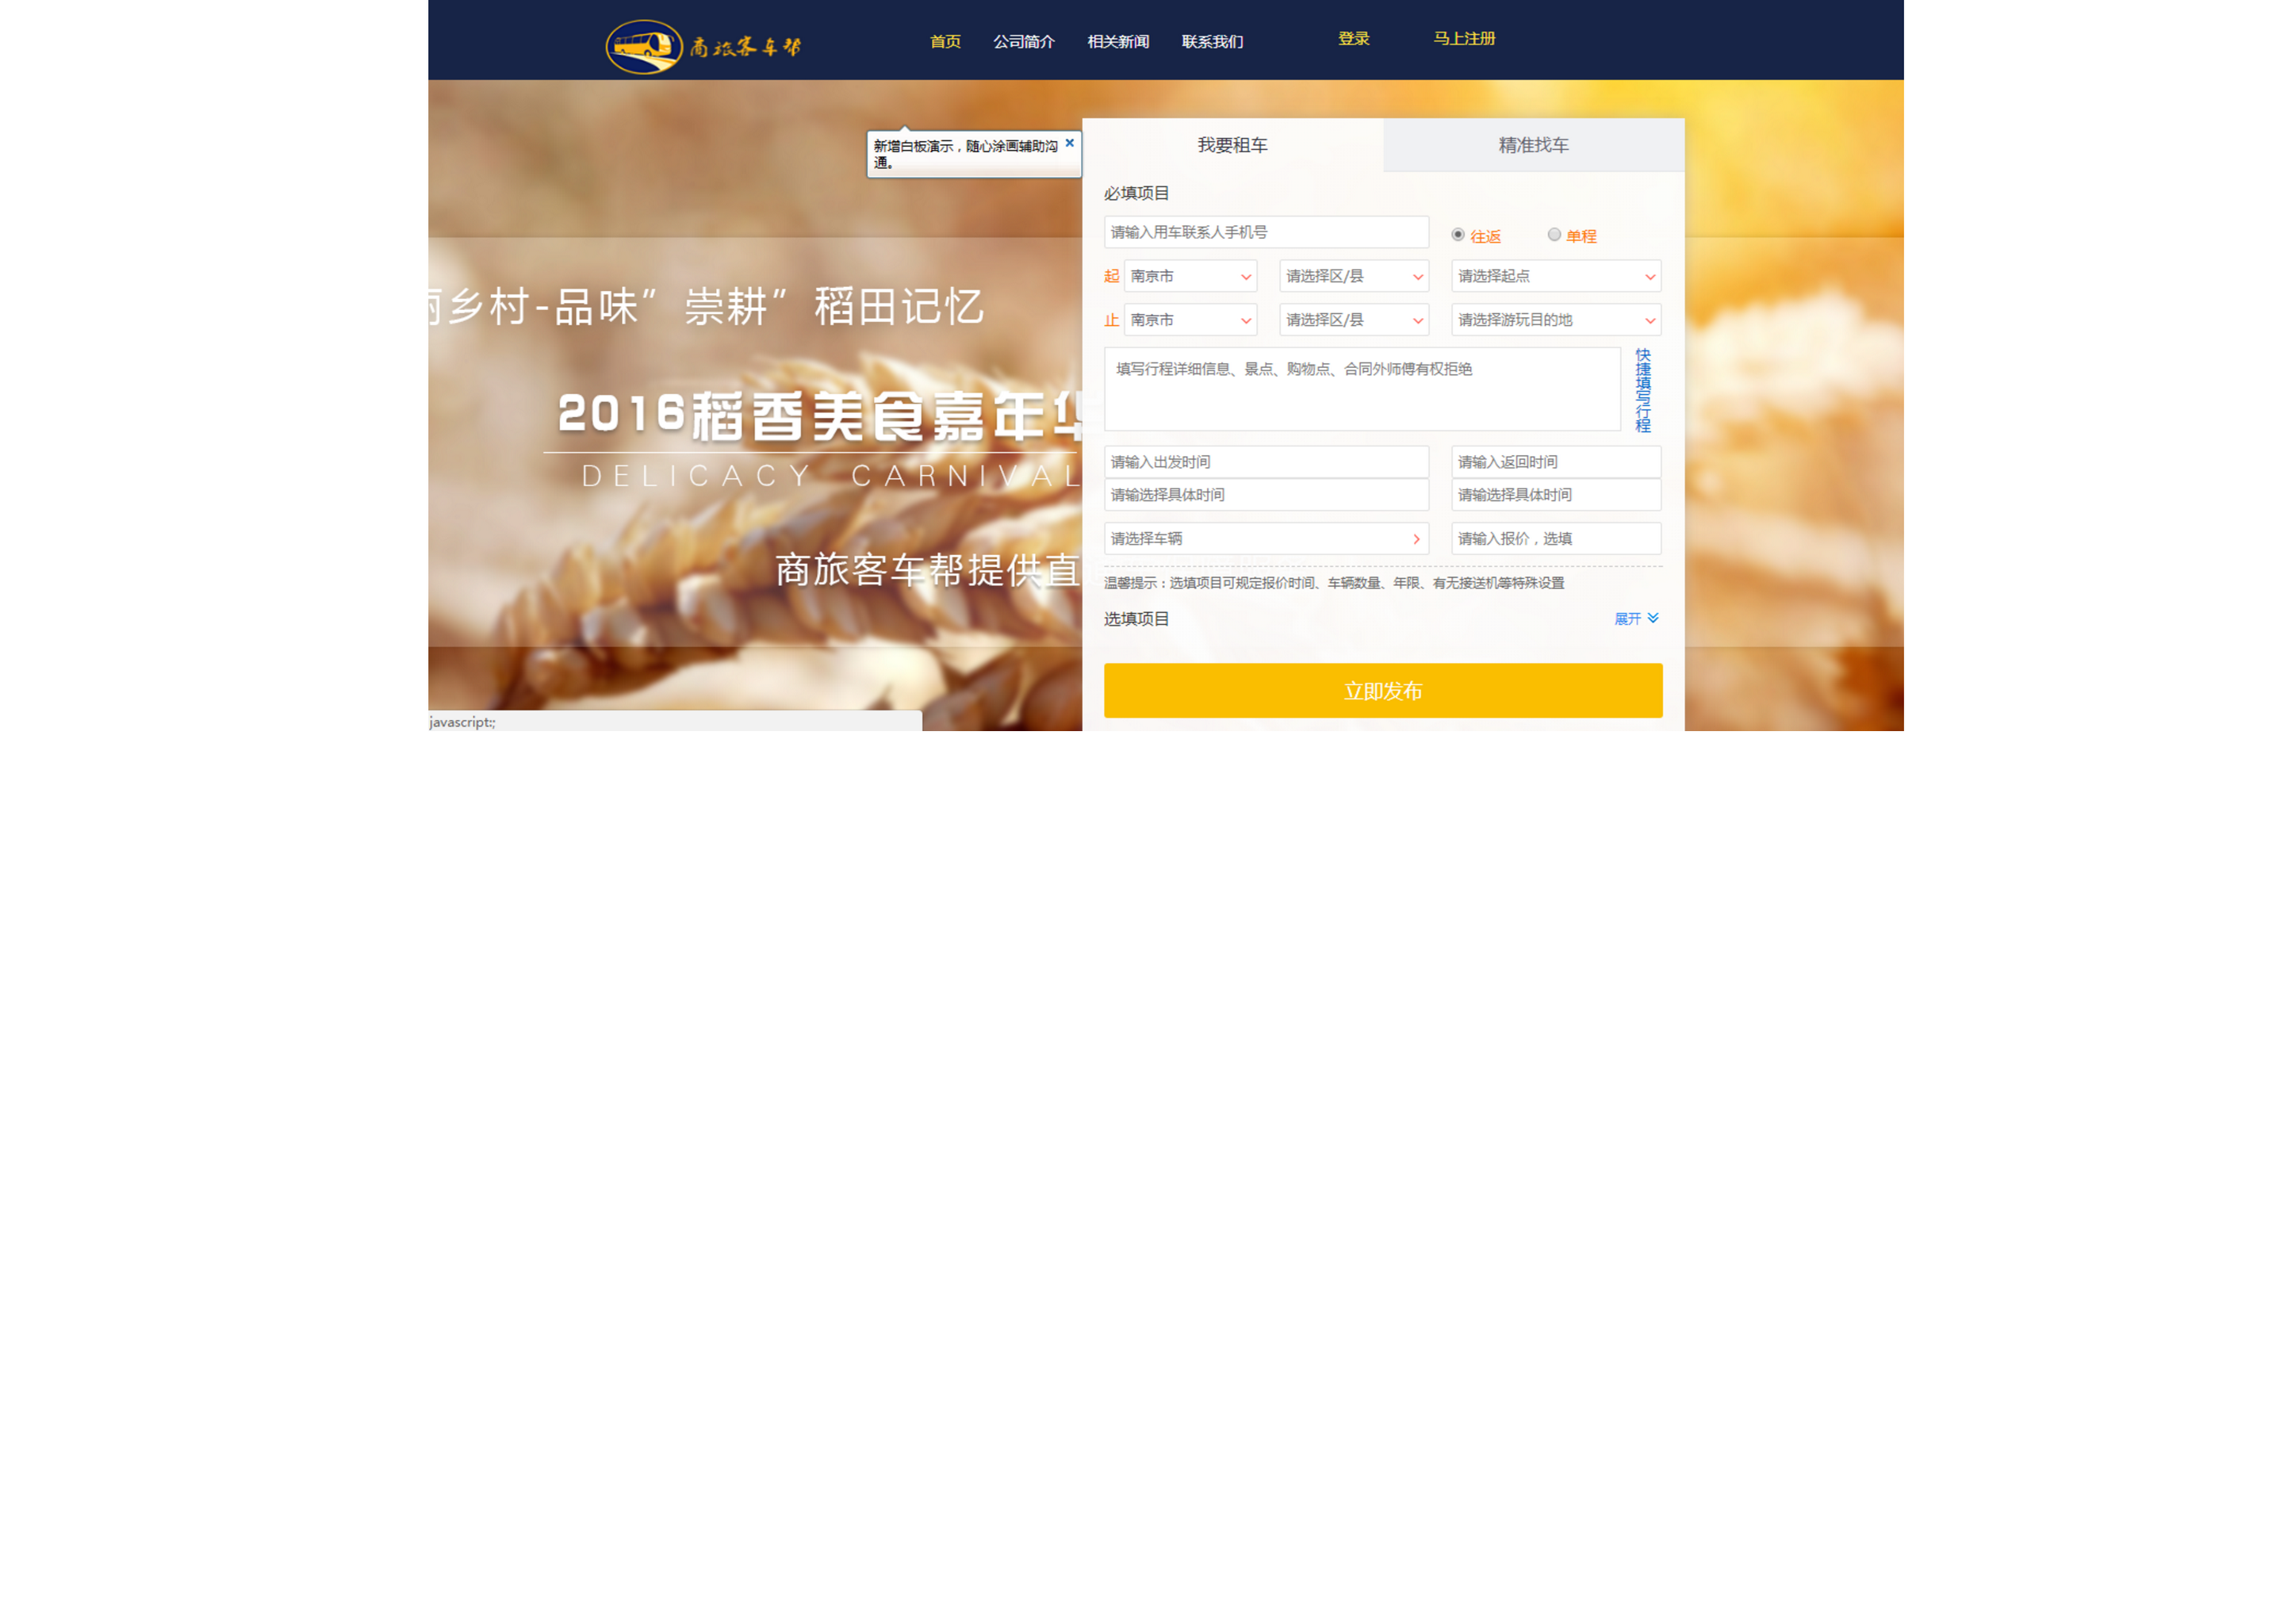 商旅客车帮
首页 公司简介 相关新闻 联系我们 登录 马上注册
新增白板演示，随心涂画辅助沟
通。
我要租车 精准找车
必填项目
请输入用车联系人手机号 往返 单程
起 南京市 请选择区/县 请选择起点
止 南京市 请选择区/县 请选择游玩目的地
填写行程详细信息、景点、购物点、合同外师傅有权拒绝
快捷填写行程
请输入出发时间 请输入返回时间
请输选择具体时间 请输选择具体时间
请选择车辆 请输入报价，选填
温馨提示：选填项目可规定报价时间、车辆数量、年限、有无接送机等特殊设置
选填项目 展开
立即发布
乡村-品味”崇耕”稻田记忆
2016稻香美食嘉年华
DELICACY CARNIVAL
商旅客车帮提供直
javascript:;